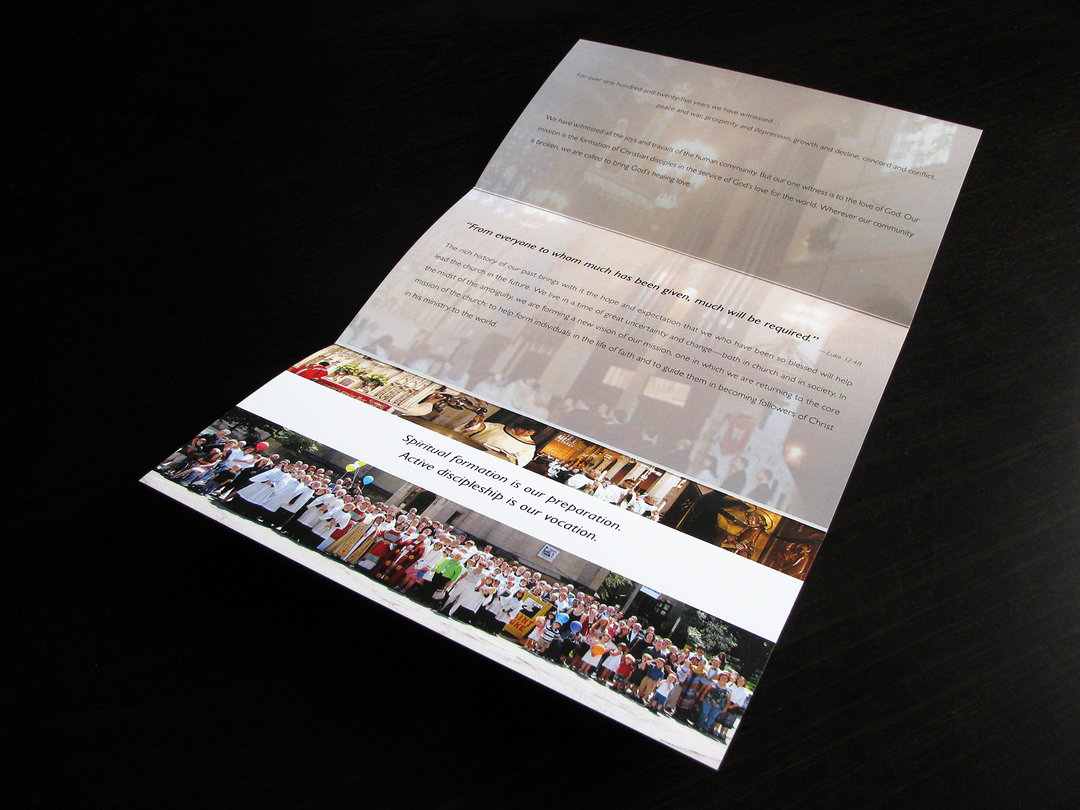 For over one hundred and twenty-five years we have witnessed...
peace and war, prosperity and depression, growth and decline, concord and conflict.
We have witnessed all the joys and travails of the human community. But our one witness is to the love of God. Our
mission is the formation of Christian disciples in the service of God's love for the world. Wherever our community
is broken, we are called to bring God's healing love.
"From everyone to whom much has been given, much will be required." —Luke 12:48
The rich history of our past brings with it the hope and expectation that we who have been so blessed will help
lead the church in the future. We live in a time of great uncertainty and change—both in church and in society. In
the midst of this ambiguity, we are forming a new vision of our mission, one in which we are returning to the core
mission of the church: to help form individuals in the life of faith and to guide them in becoming followers of Christ
in his ministry to the world.
Spiritual formation is our preparation.
Active discipleship is our vocation.